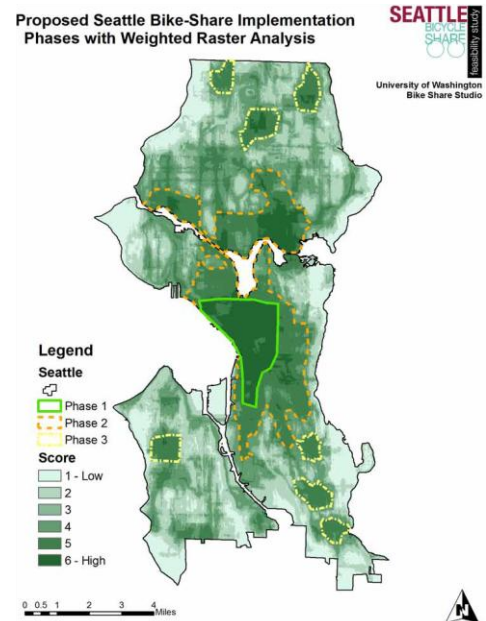 Proposed Seattle Bike-Share Implementation
Phases with Weighted Raster Analysis
SEATTLE
BICYCLE
SHARE
feasibility study
University of Washington
Bike Share Studio
Legend
Seattle
Phase 1
Phase 2
Phase 3
Score
1 - Low
2
3
4
5
6 - High
0 0.5 1 2 3 4
Miles
N